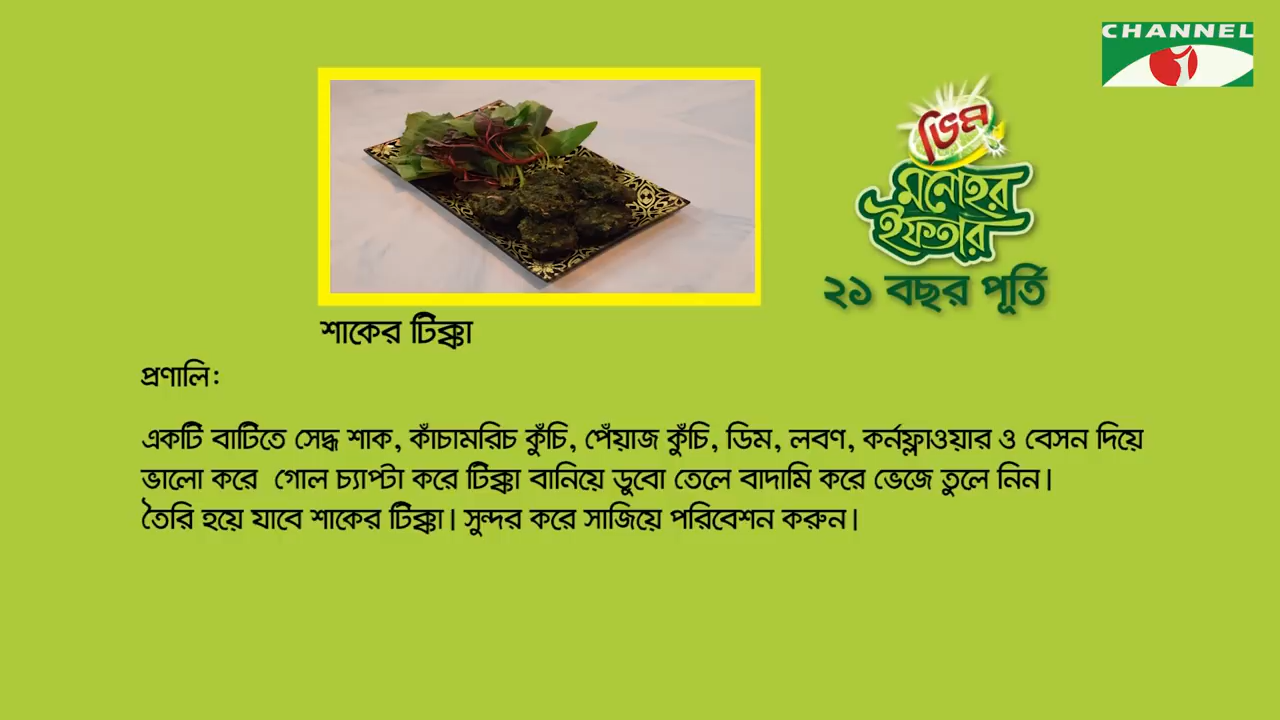 CHANNEL
ভিম
মনোহর
ইফতার
২১ বছর পূর্তি
শাকের টিক্কা
প্রণালি:
একটি বাটিতে সেদ্ধ শাক, কাঁচামরিচ কুঁচি, পেঁয়াজ কুঁচি, ডিম, লবণ, কর্নফ্লাওয়ার ও বেসন দিয়ে
ভালো করে গোল চ্যাপ্টা করে টিক্কা বানিয়ে ডুবো তেলে বাদামি করে ভেজে তুলে নিন।
তৈরি হয়ে যাবে শাকের টিক্কা। সুন্দর করে সাজিয়ে পরিবেশন করুন।